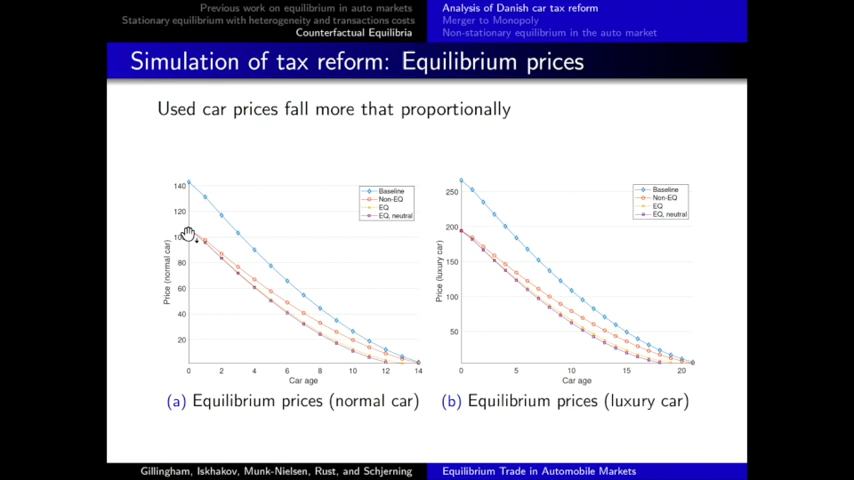 Previous work on equilibrium in auto markets
Stationary equilibrium with heterogeneity and transactions costs
Counterfactual Equilibria
Analysis of Danish car tax reform
Merger to Monopoly
Non-stationary equilibrium in the auto market
Simulation of tax reform: Equilibrium prices
Used car prices fall more that proportionally
140
120
100
80
60
40
20
0 2 4 6 8 10 12 14
Price (normal car)
Car age
Baseline
Non-EQ
EQ
EQ, neutral
(a) Equilibrium prices (normal car)
250
200
150
100
50
0 5 10 15 20
Price (luxury car)
Car age
Baseline
Non-EQ
EQ
EQ, neutral
(b) Equilibrium prices (luxury car)
Gillingham, Iskhakov, Munk-Nielsen, Rust, and Schjerning
Equilibrium Trade in Automobile Markets